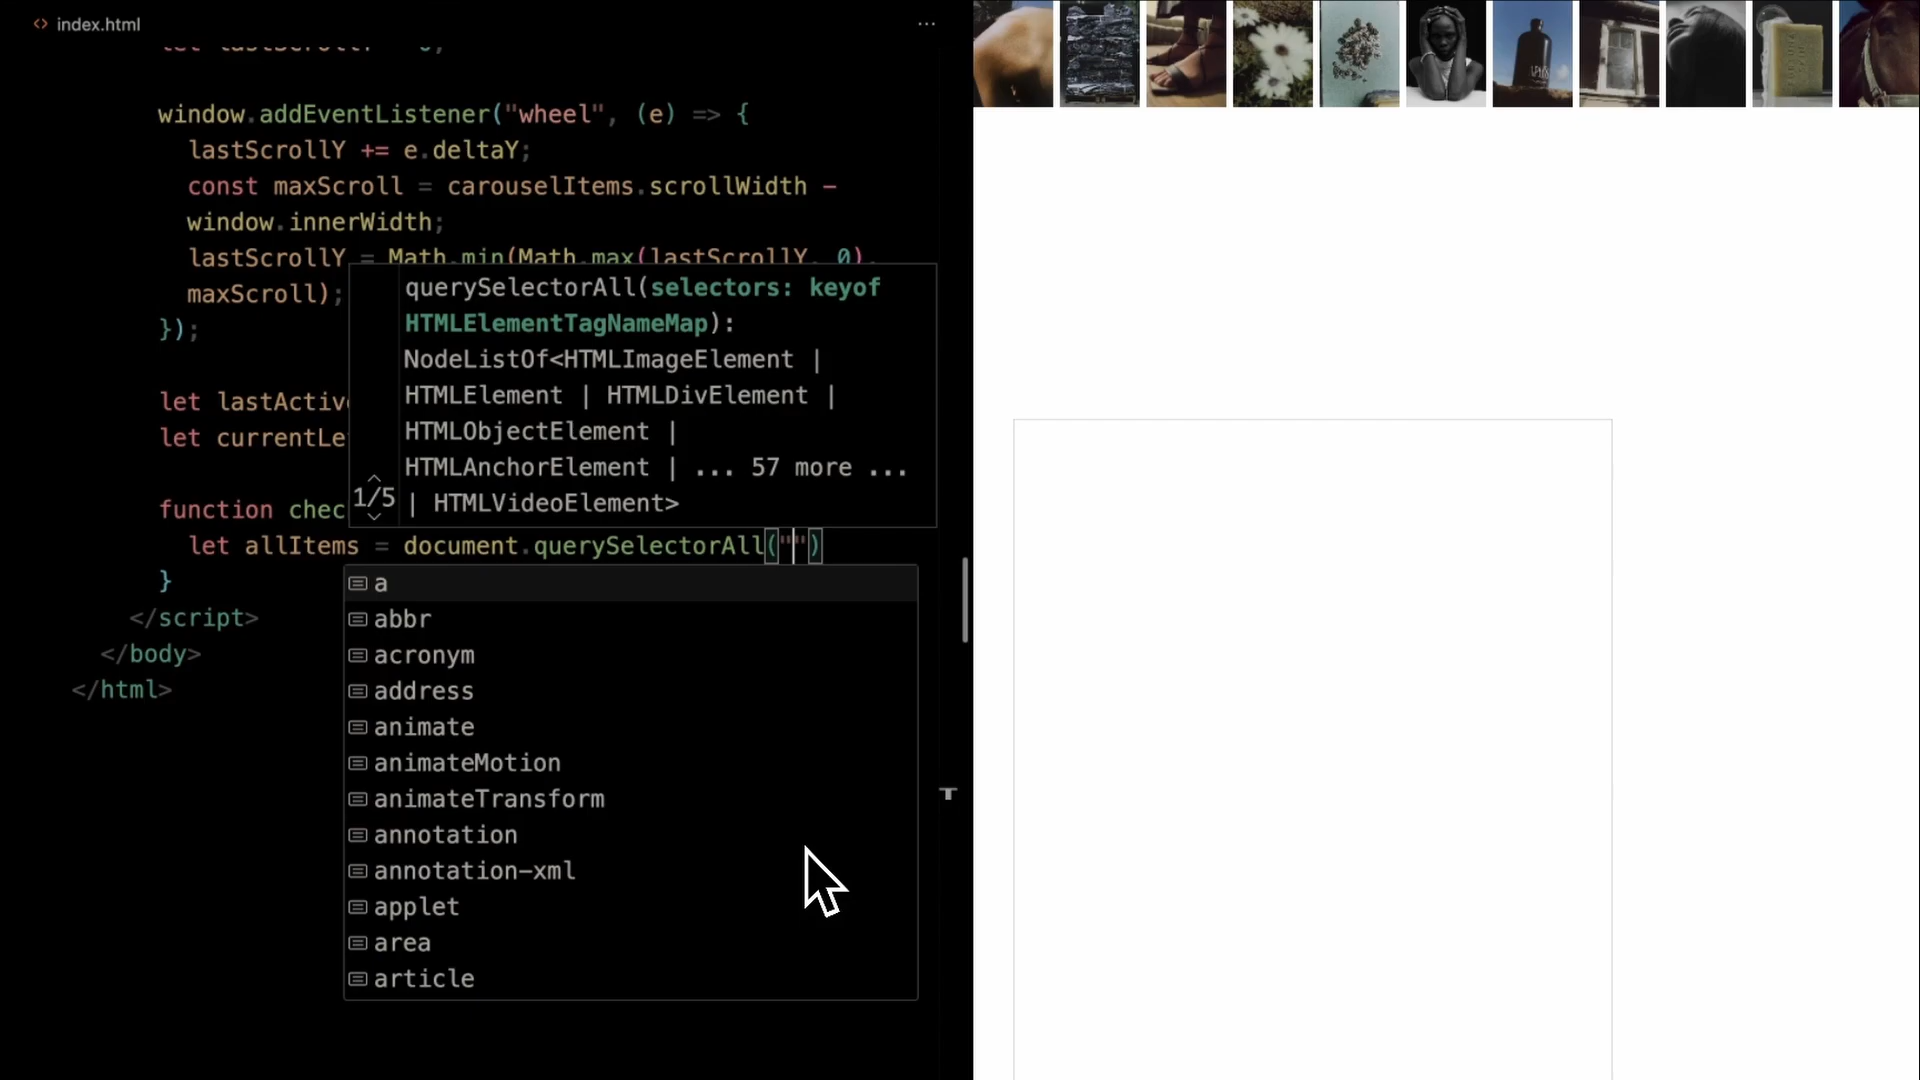 index.html
let lastScrollY = 0;
window.addEventListener("wheel", (e) => {
lastScrollY += e.deltaY;
const maxScroll = carouselItems.scrollWidth -
window.innerWidth;
lastScrollY = Math.min(Math.max(lastScrollY, 0),
maxScroll);
});
querySelectorAll(selectors: keyof
HTMLElementTagNameMap):
NodeListOf<HTMLImageElement |
HTMLElement | HTMLDivElement |
HTMLObjectElement |
HTMLAnchorElement | ... 57 more ...
| HTMLVideoElement>
1/5
let lastActiv
let currentLe
function chec
let allItems = document.querySelectorAll("")
}
</script>
</body>
</html>
a
abbr
acronym
address
animate
animateMotion
animateTransform
annotation
annotation-xml
applet
area
article